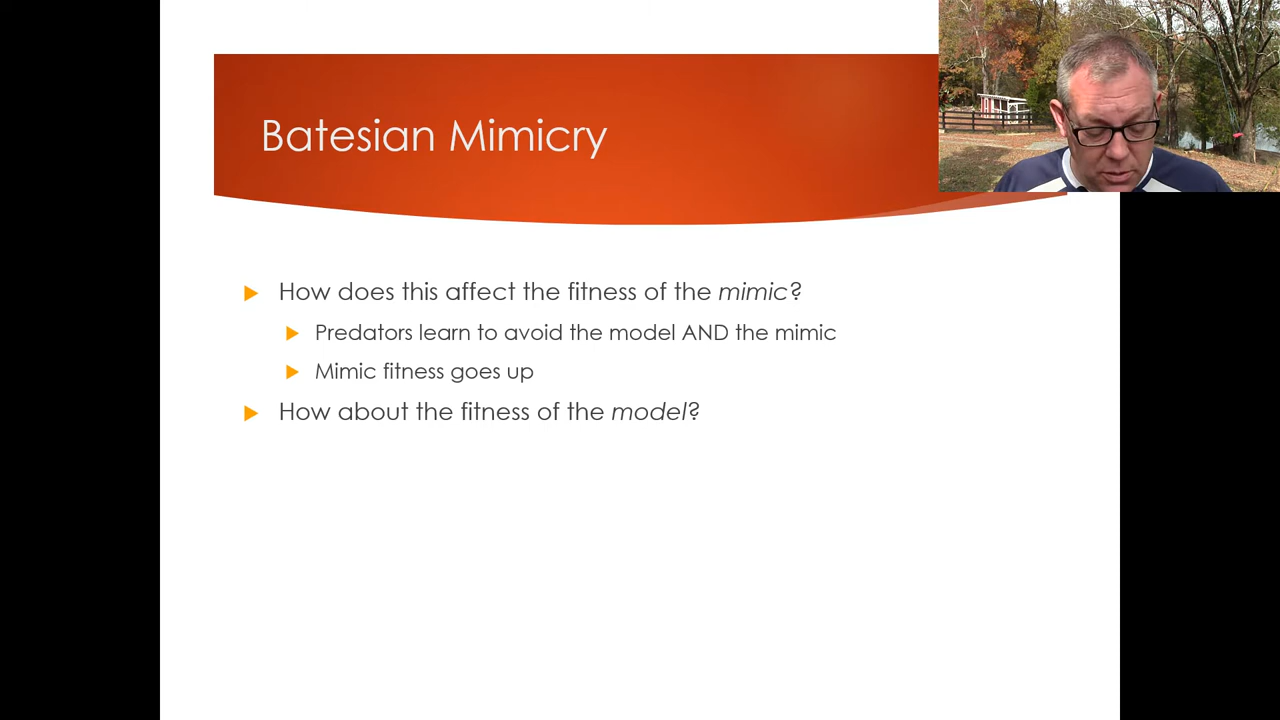 Batesian Mimicry
How does this affect the fitness of the mimic?
Predators learn to avoid the model AND the mimic
Mimic fitness goes up
How about the fitness of the model?